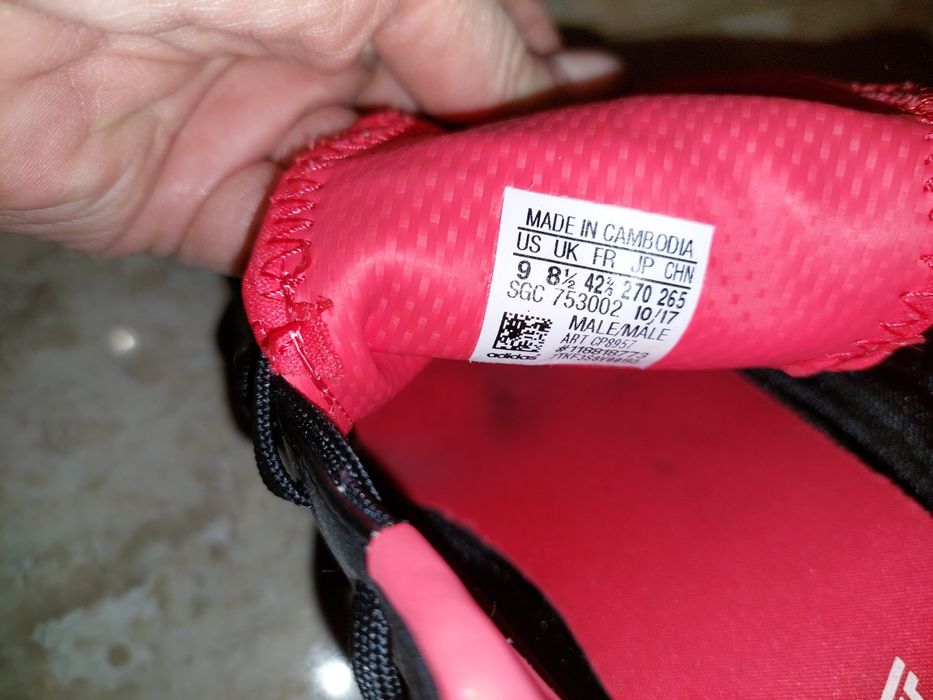 MADE IN CAMBODIA
US UK FR JP CHN
9 8½ 42⅔ 270 265
SGC 753002 10/17
MALE/MALE
ART CP8957
#118818773
adidas